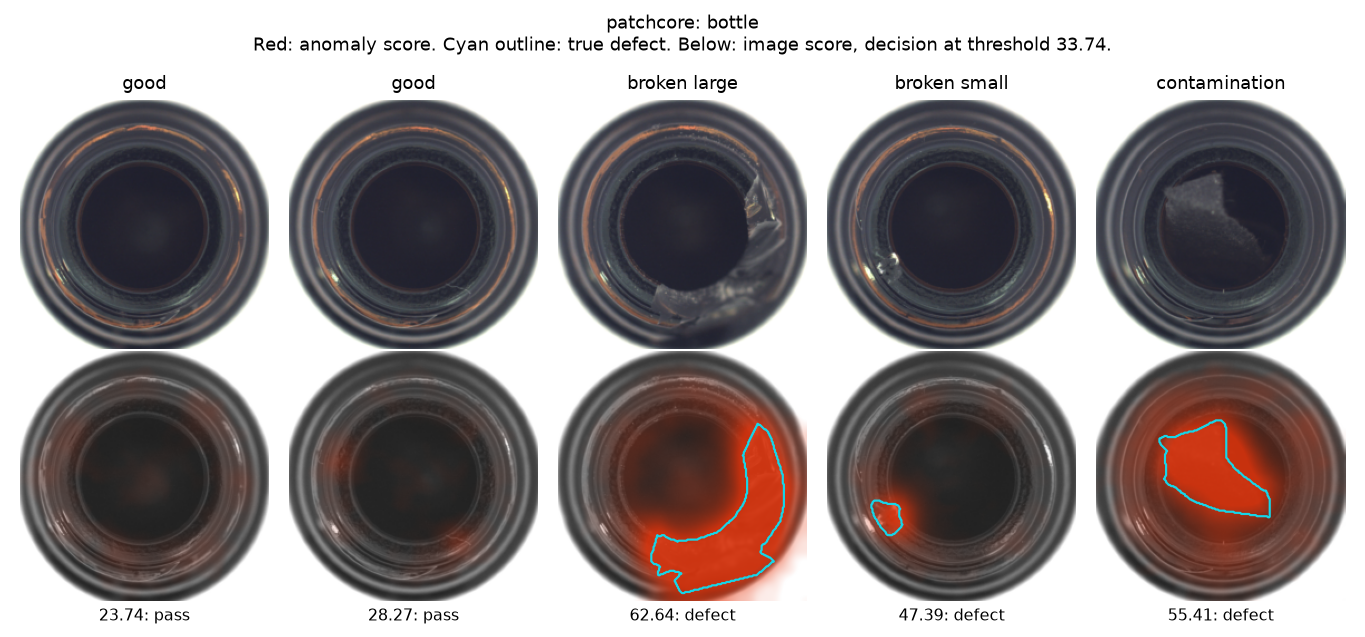 patchcore: bottle
Red: anomaly score. Cyan outline: true defect. Below: image score, decision at threshold 33.74.
good
good
broken large
broken small
contamination
23.74: pass
28.27: pass
62.64: defect
47.39: defect
55.41: defect